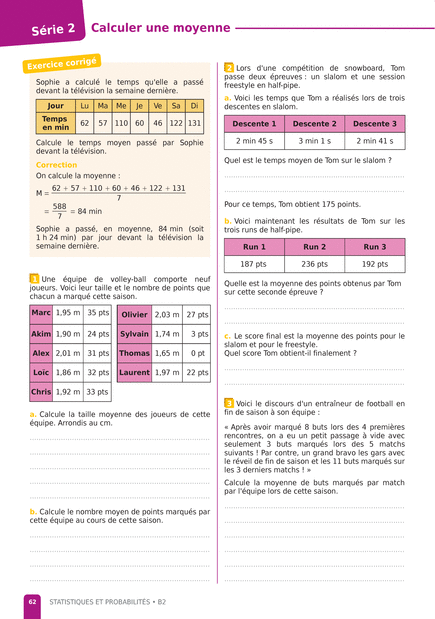 Série 2
Calculer une moyenne
Exercice corrigé
Sophie a calculé le temps qu'elle a passé
devant la télévision la semaine dernière.
Jour Lu Ma Me Je Ve Sa Di
Temps en min 62 57 110 60 46 122 131
Calcule le temps moyen passé par Sophie
devant la télévision.
Correction
On calcule la moyenne :
M = 62 + 57 + 110 + 60 + 46 + 122 + 131
7
= 588
7
= 84 min
Sophie a passé, en moyenne, 84 min (soit
1 h 24 min) par jour devant la télévision la
semaine dernière.
1 Une équipe de volley-ball comporte neuf
joueurs. Voici leur taille et le nombre de points que
chacun a marqué cette saison.
Marc 1,95 m 35 pts
Akim 1,90 m 24 pts
Alex 2,01 m 31 pts
Loïc 1,86 m 32 pts
Chris 1,92 m 33 pts
Olivier 2,03 m 27 pts
Sylvain 1,74 m 3 pts
Thomas 1,65 m 0 pt
Laurent 1,97 m 22 pts
a. Calcule la taille moyenne des joueurs de cette
équipe. Arrondis au cm.
b. Calcule le nombre moyen de points marqués par
cette équipe au cours de cette saison.
2 Lors d'une compétition de snowboard, Tom
passe deux épreuves : un slalom et une session
freestyle en half-pipe.
a. Voici les temps que Tom a réalisés lors de trois
descentes en slalom.
Descente 1 Descente 2 Descente 3
2 min 45 s 3 min 1 s 2 min 41 s
Quel est le temps moyen de Tom sur le slalom ?
Pour ce temps, Tom obtient 175 points.
b. Voici maintenant les résultats de Tom sur les
trois runs de half-pipe.
Run 1 Run 2 Run 3
187 pts 236 pts 192 pts
Quelle est la moyenne des points obtenues par Tom
sur cette seconde épreuve ?
c. Le score final est la moyenne des points pour le
slalom et pour le freestyle.
Quel score Tom obtient-il finalement ?
3 Voici le discours d'un entraîneur de football en
fin de saison à son équipe :
« Après avoir marqué 8 buts lors des 4 premières
rencontres, on a eu un petit passage à vide avec
seulement 3 buts marqués lors des 5 matchs
suivants ! Par contre, un grand bravo les gars avec
le réveil de fin de saison et les 11 buts marqués sur
les 3 derniers matchs ! »
Calcule la moyenne de buts marqués par match
par l'équipe lors de cette saison.
62 STATISTIQUES ET PROBABILITÉS • B2